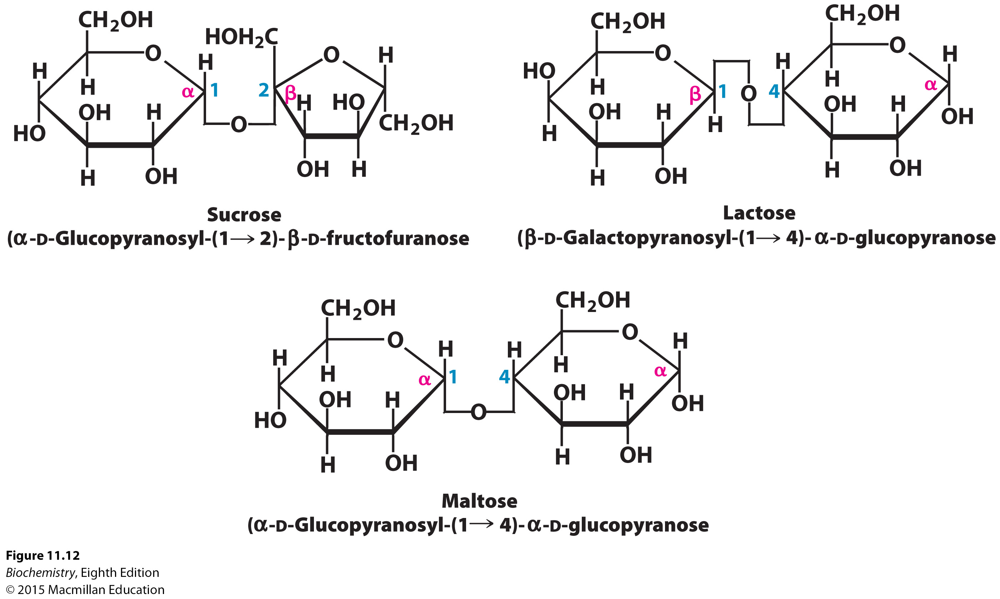 CH2OH
O
H
H
α
1
H
OH
H
HO
O
H
OH
HOH2C
O
H
2
β
H
HO
CH2OH
OH
H
Sucrose
(α-D-Glucopyranosyl-(1⟶ 2)- β-D-fructofuranose
CH2OH
O
HO
H
β
1
OH
H
H
H
H
OH
O
CH2OH
O
H
H
4
H
α
OH
H
OH
H
OH
Lactose
(β-D-Galactopyranosyl-(1⟶ 4)- α-D-glucopyranose
CH2OH
O
H
H
H
α
1
OH
H
HO
H
OH
O
CH2OH
O
H
H
H
4
α
OH
H
OH
H
OH
Maltose
(α-D-Glucopyranosyl-(1⟶ 4)- α-D-glucopyranose
Figure 11.12
Biochemistry, Eighth Edition
© 2015 Macmillan Education